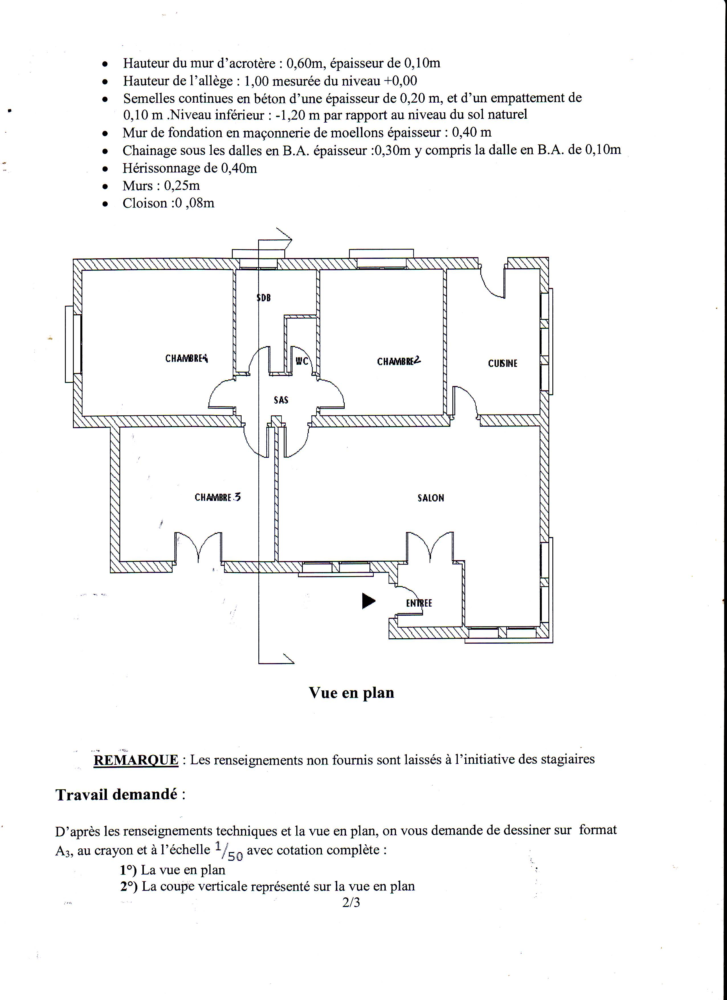 • Hauteur du mur d'acrotère : 0,60m, épaisseur de 0,10m
• Hauteur de l'allège : 1,00 mesurée du niveau +0,00
• Semelles continues en béton d'une épaisseur de 0,20 m, et d'un empattement de
0,10 m .Niveau inférieur : -1,20 m par rapport au niveau du sol naturel
• Mur de fondation en maçonnerie de moellons épaisseur : 0,40 m
• Chainage sous les dalles en B.A. épaisseur :0,30m y compris la dalle en B.A. de 0,10m
• Hérissonnage de 0,40m
• Murs : 0,25m
• Cloison :0 ,08m
SDB
CHAMBRE1
WC
CHAMBRE2
CUISINE
SAS
CHAMBRE 3
SALON
ENTREE
Vue en plan
REMARQUE : Les renseignements non fournis sont laissés à l'initiative des stagiaires
Travail demandé :
D'après les renseignements techniques et la vue en plan, on vous demande de dessiner sur format
A3, au crayon et à l'échelle 1/50 avec cotation complète :
1°) La vue en plan
2°) La coupe verticale représenté sur la vue en plan
2/3